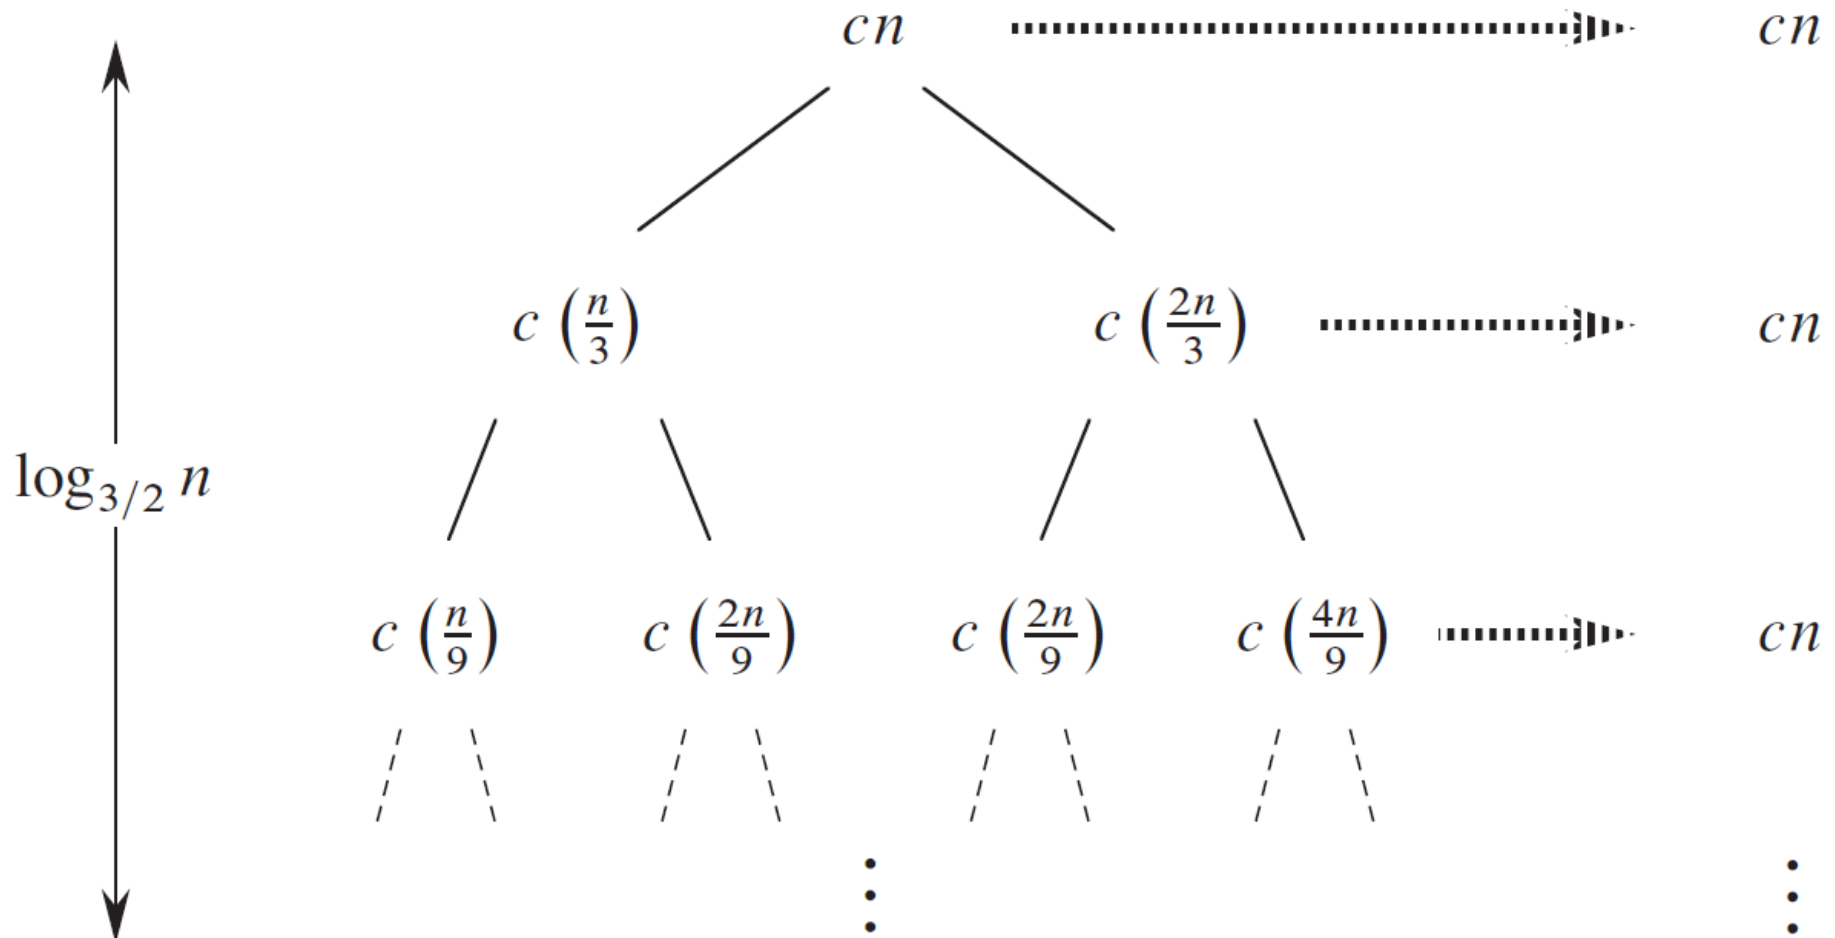 cn cn
c (n/3) c (2n/3) cn
log_{3/2} n
c (n/9) c (2n/9) c (2n/9) c (4n/9) cn